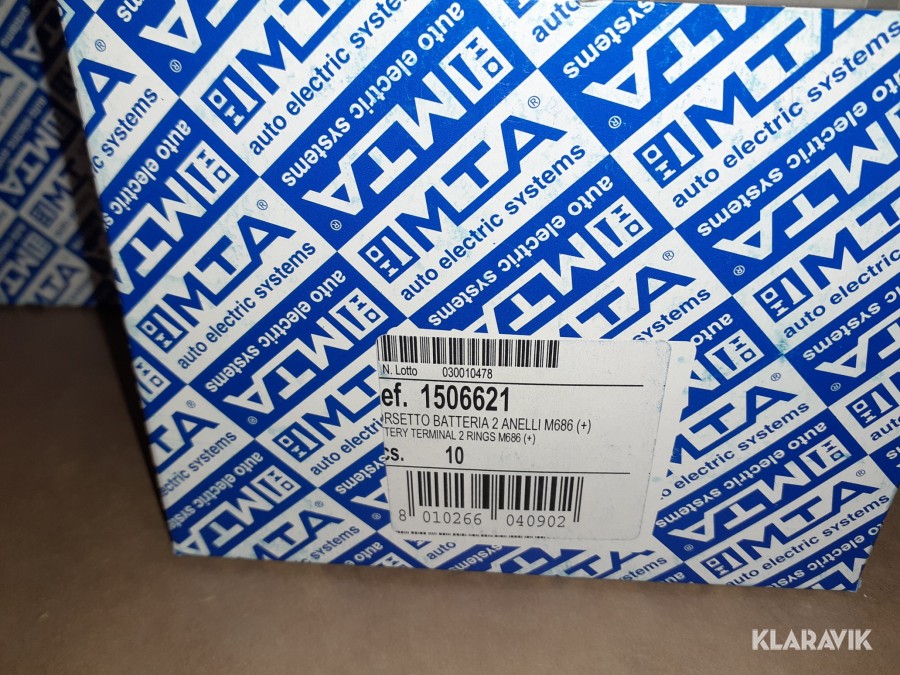 MTA
auto electric systems
N. Lotto 030010478
ef. 1506621
RSETTO BATTERIA 2 ANELLI M686 (+)
TERY TERMINAL 2 RINGS M686 (+)
cs. 10
8 010266 040902
KLARAVIK